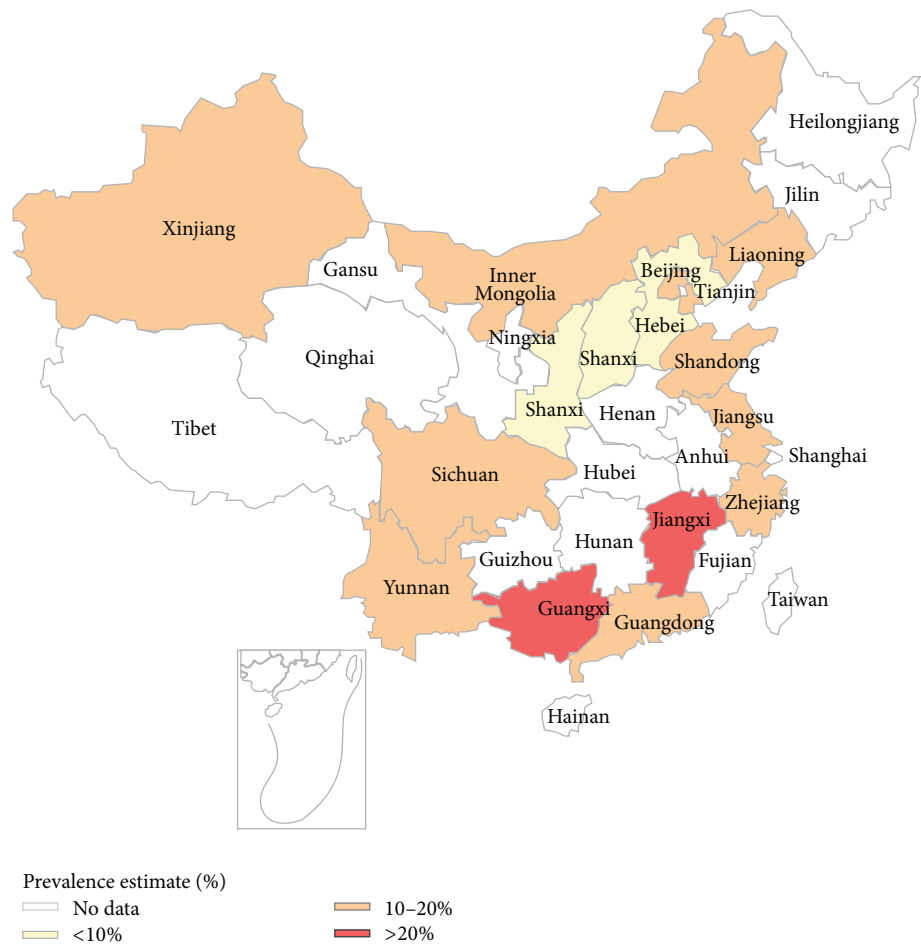 Heilongjiang
Jilin
Xinjiang
Liaoning
Gansu
Beijing
Inner
Mongolia
Tianjin
Hebei
Ningxia
Qinghai
Shanxi
Shandong
Shanxi
Henan
Jiangsu
Tibet
Anhui
Shanghai
Sichuan
Hubei
Zhejiang
Jiangxi
Hunan
Guizhou
Fujian
Yunnan
Taiwan
Guangxi
Guangdong
Hainan
Prevalence estimate (%)
No data
<10%
10–20%
>20%